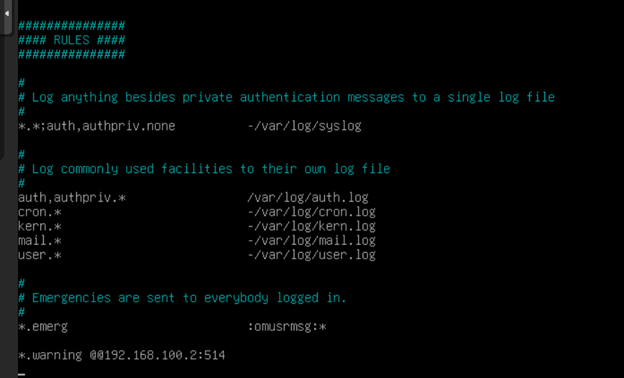 ###############
#### RULES ####
###############
#
# Log anything besides private authentication messages to a single log file
#
*.*;auth,authpriv.none -/var/log/syslog
#
# Log commonly used facilities to their own log file
#
auth,authpriv.* /var/log/auth.log
cron.* -/var/log/cron.log
kern.* -/var/log/kern.log
mail.* -/var/log/mail.log
user.* -/var/log/user.log
#
# Emergencies are sent to everybody logged in.
#
*.emerg :omusrmsg:*
*.warning @@192.168.100.2:514